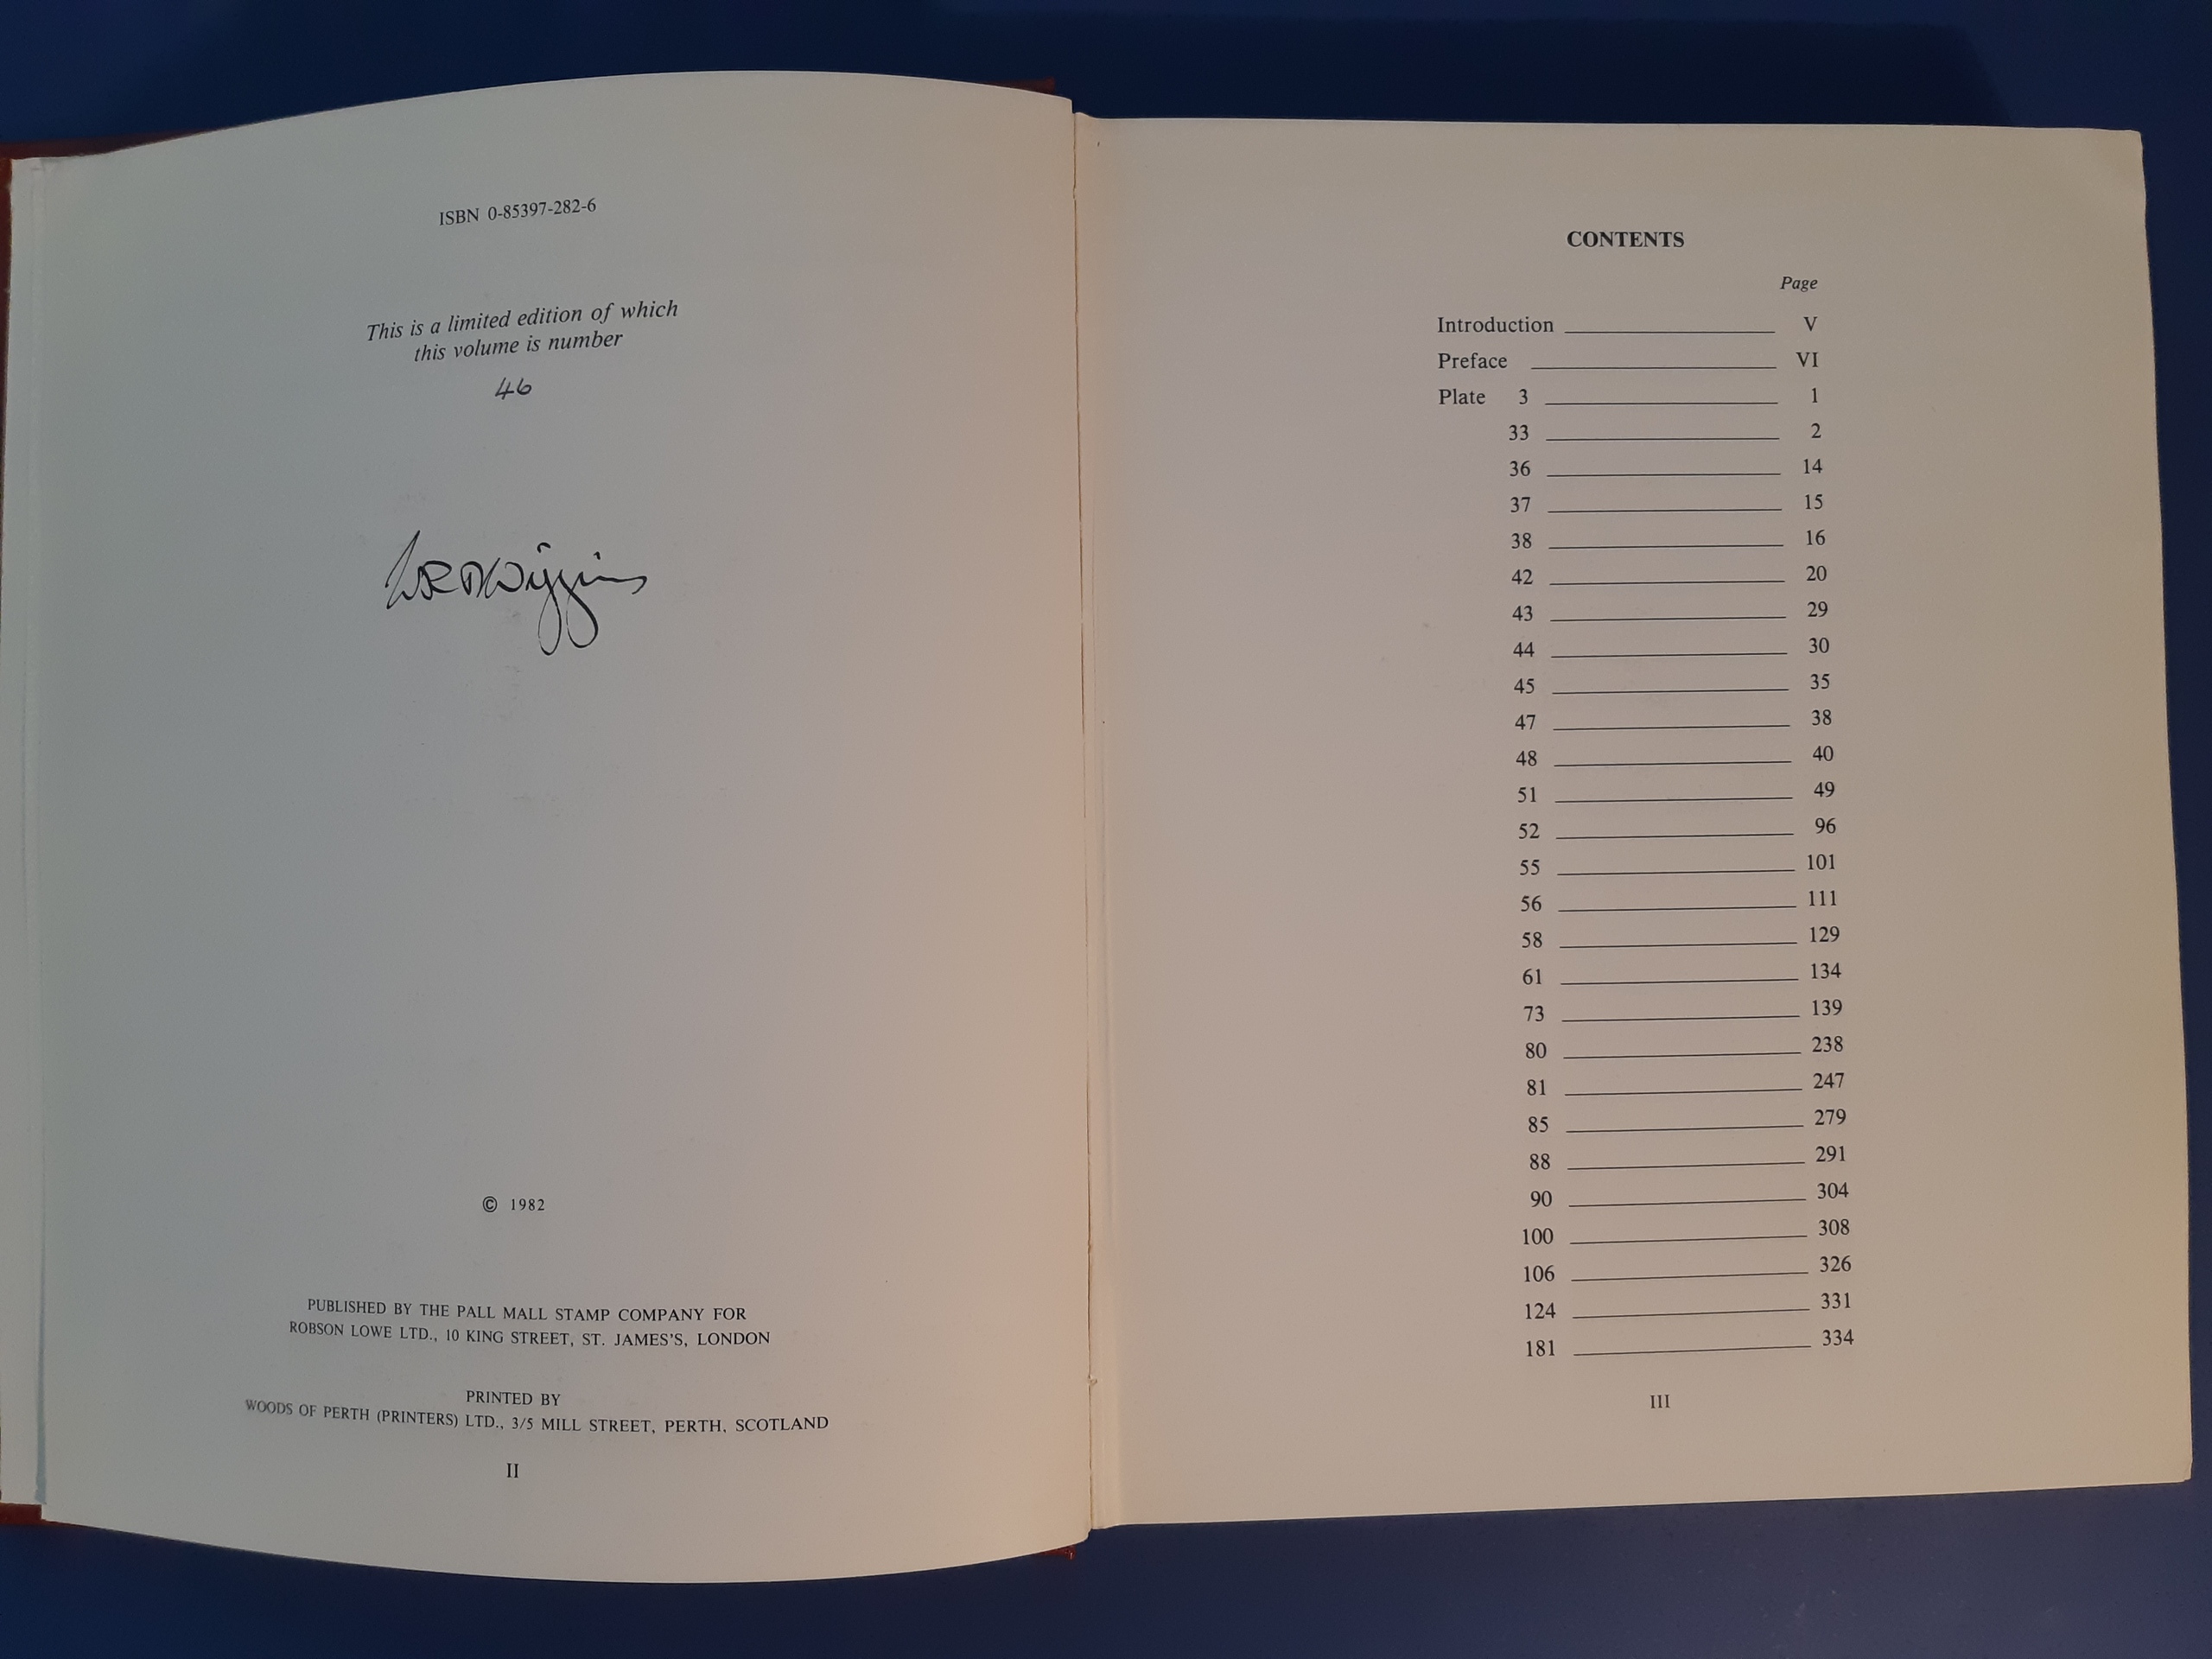 ISBN 0-85397-282-6
This is a limited edition of which
this volume is number
46
WRDWiggins
© 1982
PUBLISHED BY THE PALL MALL STAMP COMPANY FOR
ROBSON LOWE LTD., 10 KING STREET, ST. JAMES'S, LONDON
PRINTED BY
WOODS OF PERTH (PRINTERS) LTD., 3/5 MILL STREET, PERTH, SCOTLAND
II
CONTENTS
Page
Introduction V
Preface VI
Plate 3 1
33 2
36 14
37 15
38 16
42 20
43 29
44 30
45 35
47 38
48 40
51 49
52 96
55 101
56 111
58 129
61 134
73 139
80 238
81 247
85 279
88 291
90 304
100 308
106 326
124 331
181 334
III